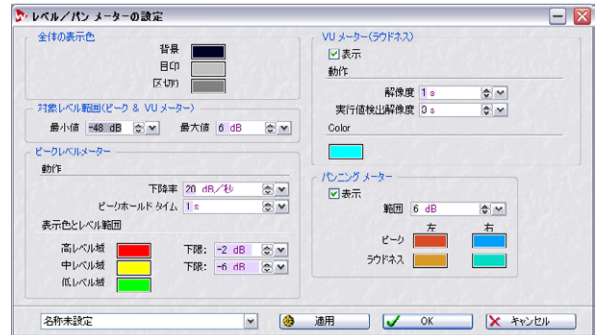 レベル／パン メーターの設定
全体の表示色
背景
目印
区切り
対象レベル範囲(ピーク & VU メーター)
最小値 -48 dB 最大値 6 dB
ピークレベルメーター
動作
下降率 20 dB／秒
ピークホールド タイム 1 s
表示色とレベル範囲
高レベル域 下限: -2 dB
中レベル域 下限: -6 dB
低レベル域
VU メーター(ラウドネス)
表示
動作
解像度 1 s
実行値検出解像度 3 s
Color
パンニング メーター
表示
範囲 6 dB
左 右
ピーク
ラウドネス
名称未設定 適用 OK キャンセル